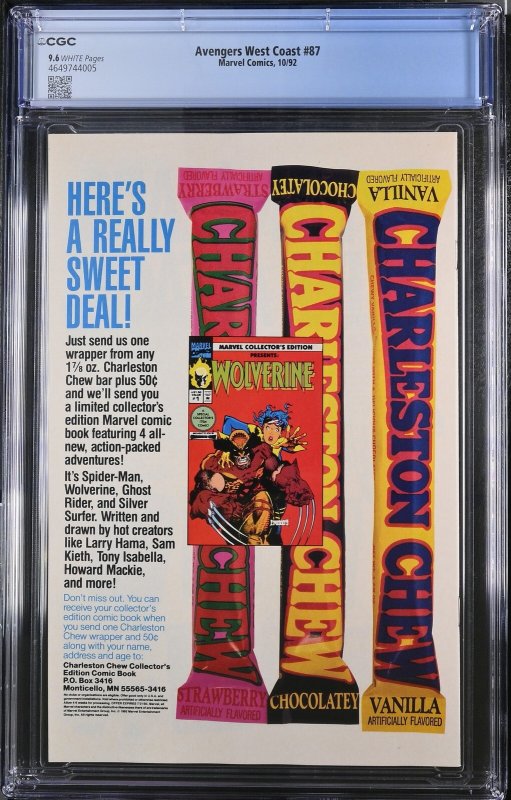 CGC
9.6 WHITE Pages
4649744005
Avengers West Coast #87
Marvel Comics, 10/92
HERE'S
A REALLY
SWEET
DEAL!
Just send us one
wrapper from any
1⅞ oz. Charleston
Chew bar plus 50¢
and we'll send you
a limited collector's
edition Marvel comic
book featuring 4 all-
new, action-packed
adventures!
It's Spider-Man,
Wolverine, Ghost
Rider, and Silver
Surfer. Written and
drawn by hot creators
like Larry Hama, Sam
Kieth, Tony Isabella,
Howard Mackie,
and more!
Don't miss out. You can
receive your collector's
edition comic book when
you send one Charleston
Chew wrapper and 50¢
along with your name,
address and age to:
Charleston Chew Collector's
Edition Comic Book
P.O. Box 3416
Monticello, MN 55565-3416
STRAWBERRY
ARTIFICIALLY FLAVORED
CHAR
CHEW
STRAWBERRY
ARTIFICIALLY FLAVORED
CHOCOLATEY
CHARLESTON CHEW
CHOCOLATEY
VANILLA
ARTIFICIALLY FLAVORED
CHARLESTON CHEW
VANILLA
ARTIFICIALLY FLAVORED
MARVEL COLLECTOR'S EDITION
PRESENTS:
WOLVERINE
MARVEL
#1